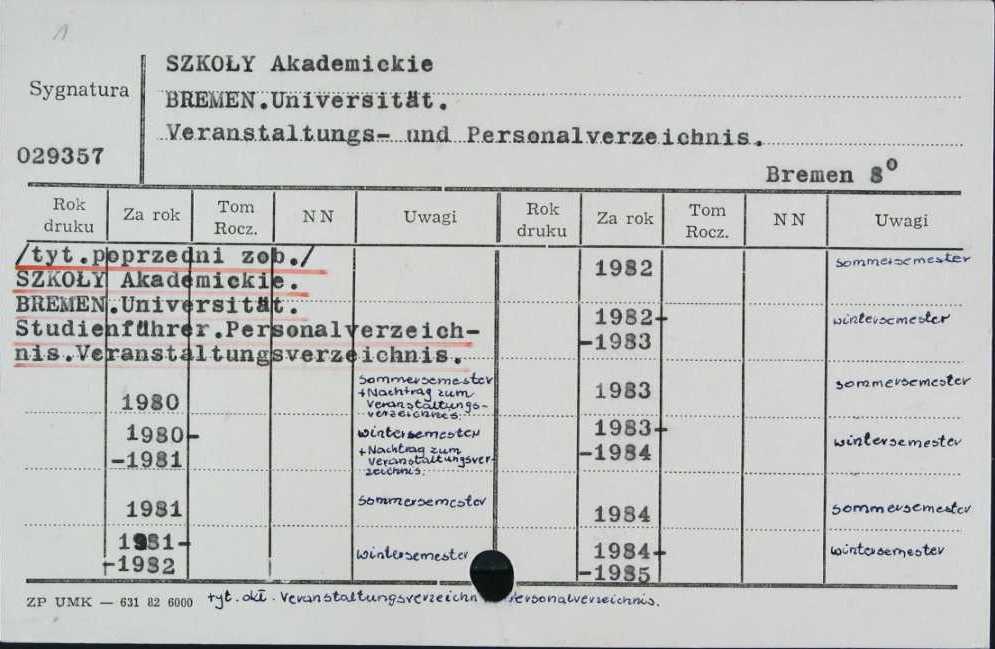 1
SZKOŁY Akademickie
Sygnatura
BREMEN.Universität.
Veranstaltungs- und Personalverzeichnis.
029357
Bremen 8°
Rok druku Za rok Tom Rocz. NN Uwagi Rok druku Za rok Tom Rocz. NN Uwagi
/tyt.poprzedni zob./
SZKOŁY Akademickie.
BREMEN.Universität.
Studienführer.Personalverzeich-
nis.Veranstaltungsverzeichnis.
1980 sommersemester
+Nachtrag zum
Veranstaltungs-
verzeichnis.
1980- wintersemester
-1981 +Nachtrag zum
Veranstaltungsver-
zeichnis.
1981 sommersemester
1981-
-1982 wintersemester
1982 sommersemester
1982- wintersemester
-1983
1983 sommersemester
1983- wintersemester
-1984
1984 sommersemester
1984- wintersemester
-1985
ZP UMK — 631 82 6000 tyt. okł. Veranstaltungsverzeichn ersonalverzeichnis.